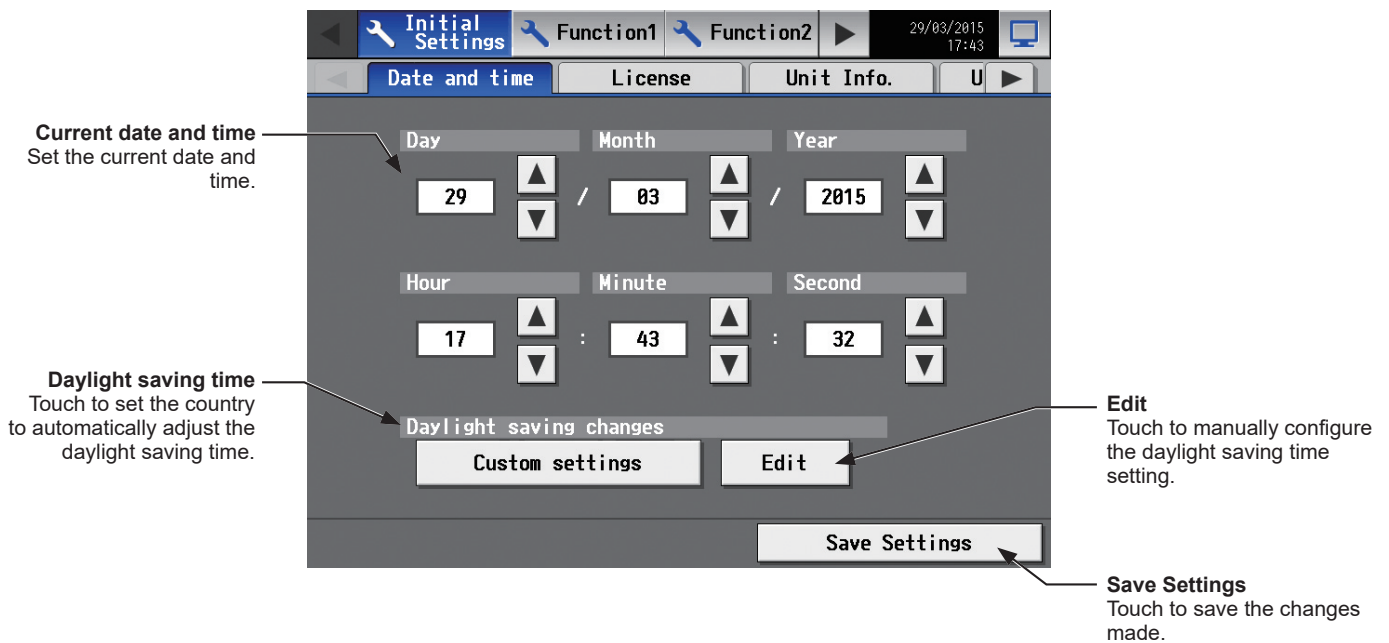 Initial
Settings
Function1
Function2
29/03/2015
17:43
Date and time
License
Unit Info.
U
Current date and time
Set the current date and
time.
Day
Month
Year
29
/
03
/
2015
Hour
Minute
Second
17
:
43
:
32
Daylight saving time
Touch to set the country
to automatically adjust the
daylight saving time.
Daylight saving changes
Custom settings
Edit
Edit
Touch to manually configure
the daylight saving time
setting.
Save Settings
Save Settings
Touch to save the changes
made.